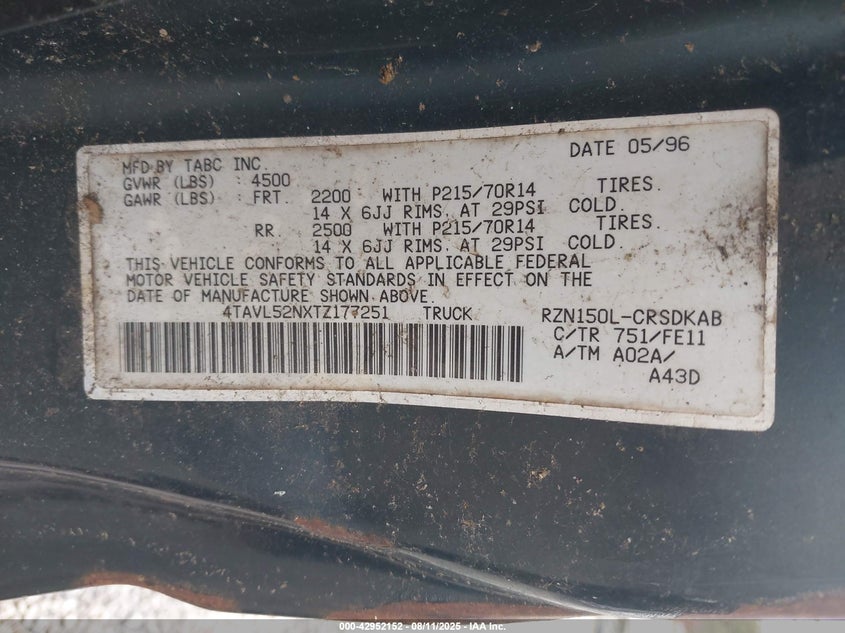 MFD BY TABC INC. DATE 05/96
GVWR (LBS) 4500
GAWR (LBS) FRT. 2200 WITH P215/70R14 TIRES.
14 X 6JJ RIMS. AT 29PSI COLD.
RR. 2500 WITH P215/70R14 TIRES.
14 X 6JJ RIMS. AT 29PSI COLD.
THIS VEHICLE CONFORMS TO ALL APPLICABLE FEDERAL
MOTOR VEHICLE SAFETY STANDARDS IN EFFECT ON THE
DATE OF MANUFACTURE SHOWN ABOVE.
4TAVL52NXTZ177251 TRUCK RZN150L-CRSDKAB
C/TR 751/FE11
A/TM A02A/
A43D
000-42952152 - 08/11/2025 - IAA Inc.